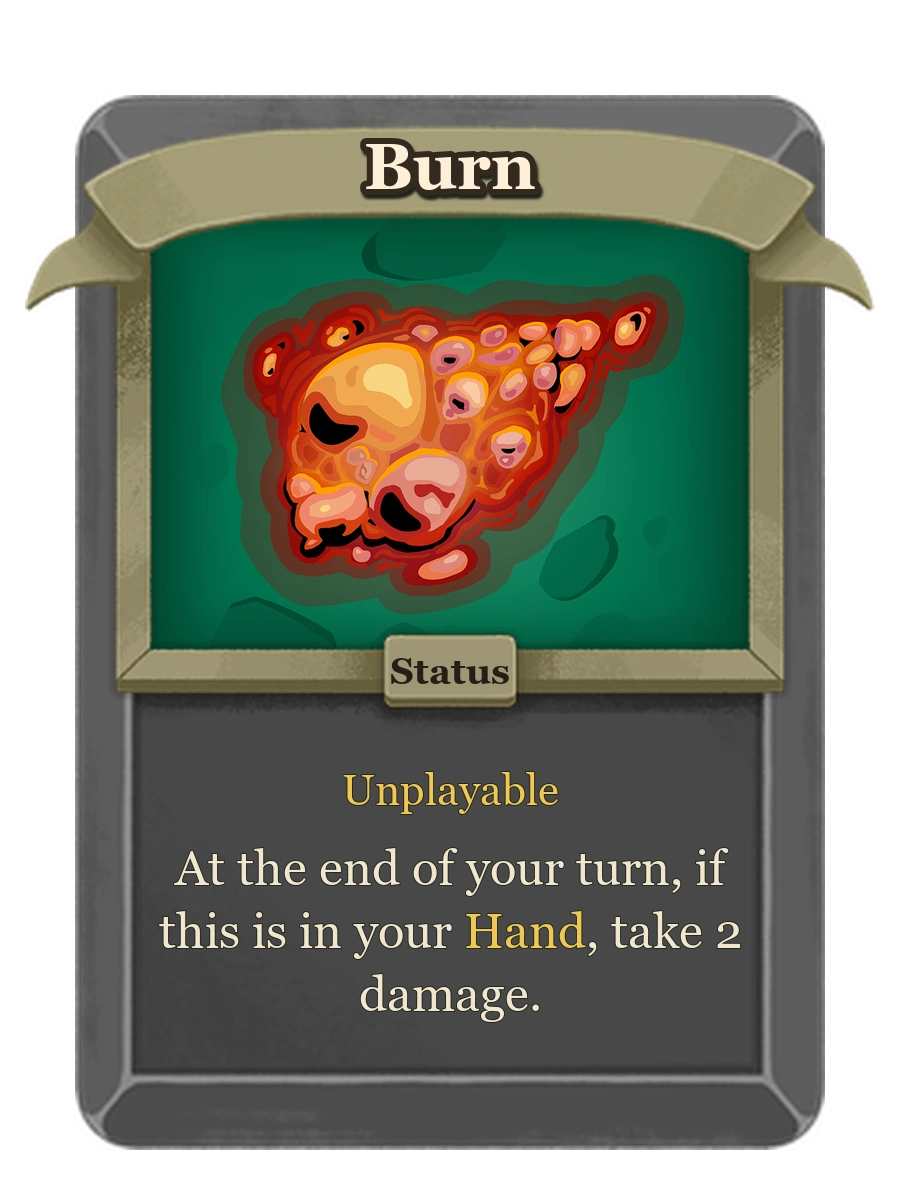 Burn
Status
Unplayable
At the end of your turn, if
this is in your Hand, take 2
damage.